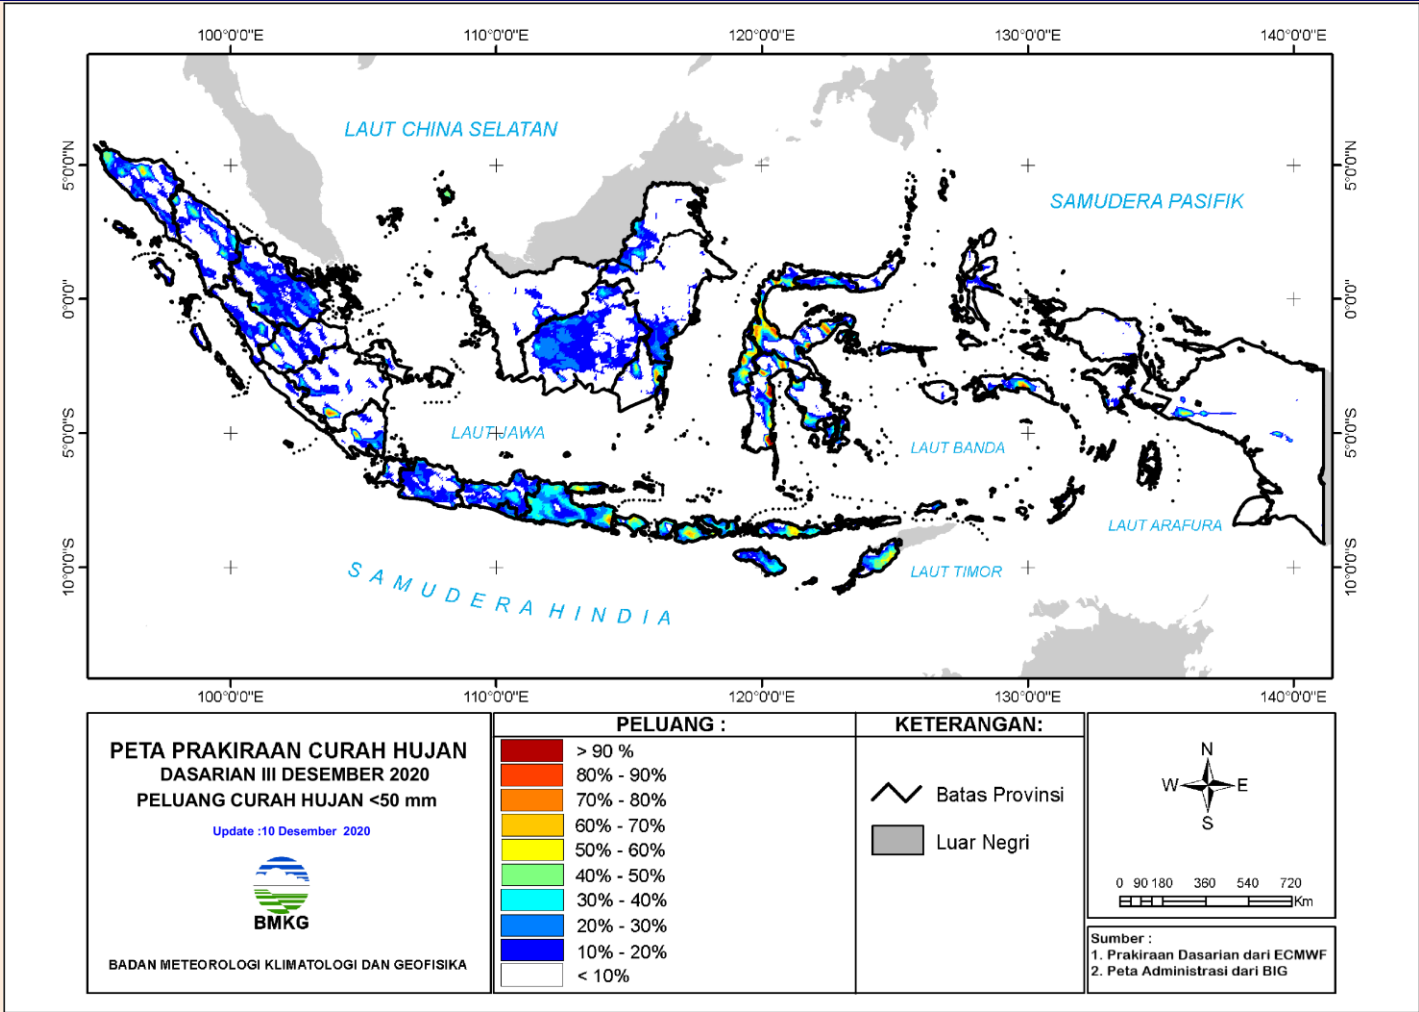 100°0'0"E 110°0'0"E 120°0'0"E 130°0'0"E 140°0'0"E
LAUT CHINA SELATAN
5°0'0"N 5°0'0"N
SAMUDERA PASIFIK
0°0'0" 0°0'0"
LAUT JAWA
5°0'0"S 5°0'0"S
LAUT BANDA
LAUT ARAFURA
10°0'0"S 10°0'0"S
LAUT TIMOR
SAMUDERA HINDIA
100°0'0"E 110°0'0"E 120°0'0"E 130°0'0"E 140°0'0"E
PETA PRAKIRAAN CURAH HUJAN
DASARIAN III DESEMBER 2020
PELUANG CURAH HUJAN <50 mm
Update :10 Desember 2020
BMKG
BADAN METEOROLOGI KLIMATOLOGI DAN GEOFISIKA
PELUANG :
> 90 %
80% - 90%
70% - 80%
60% - 70%
50% - 60%
40% - 50%
30% - 40%
20% - 30%
10% - 20%
< 10%
KETERANGAN:
Batas Provinsi
Luar Negri
N
W E
S
0 90 180 360 540 720
Km
Sumber :
1. Prakiraan Dasarian dari ECMWF
2. Peta Administrasi dari BIG